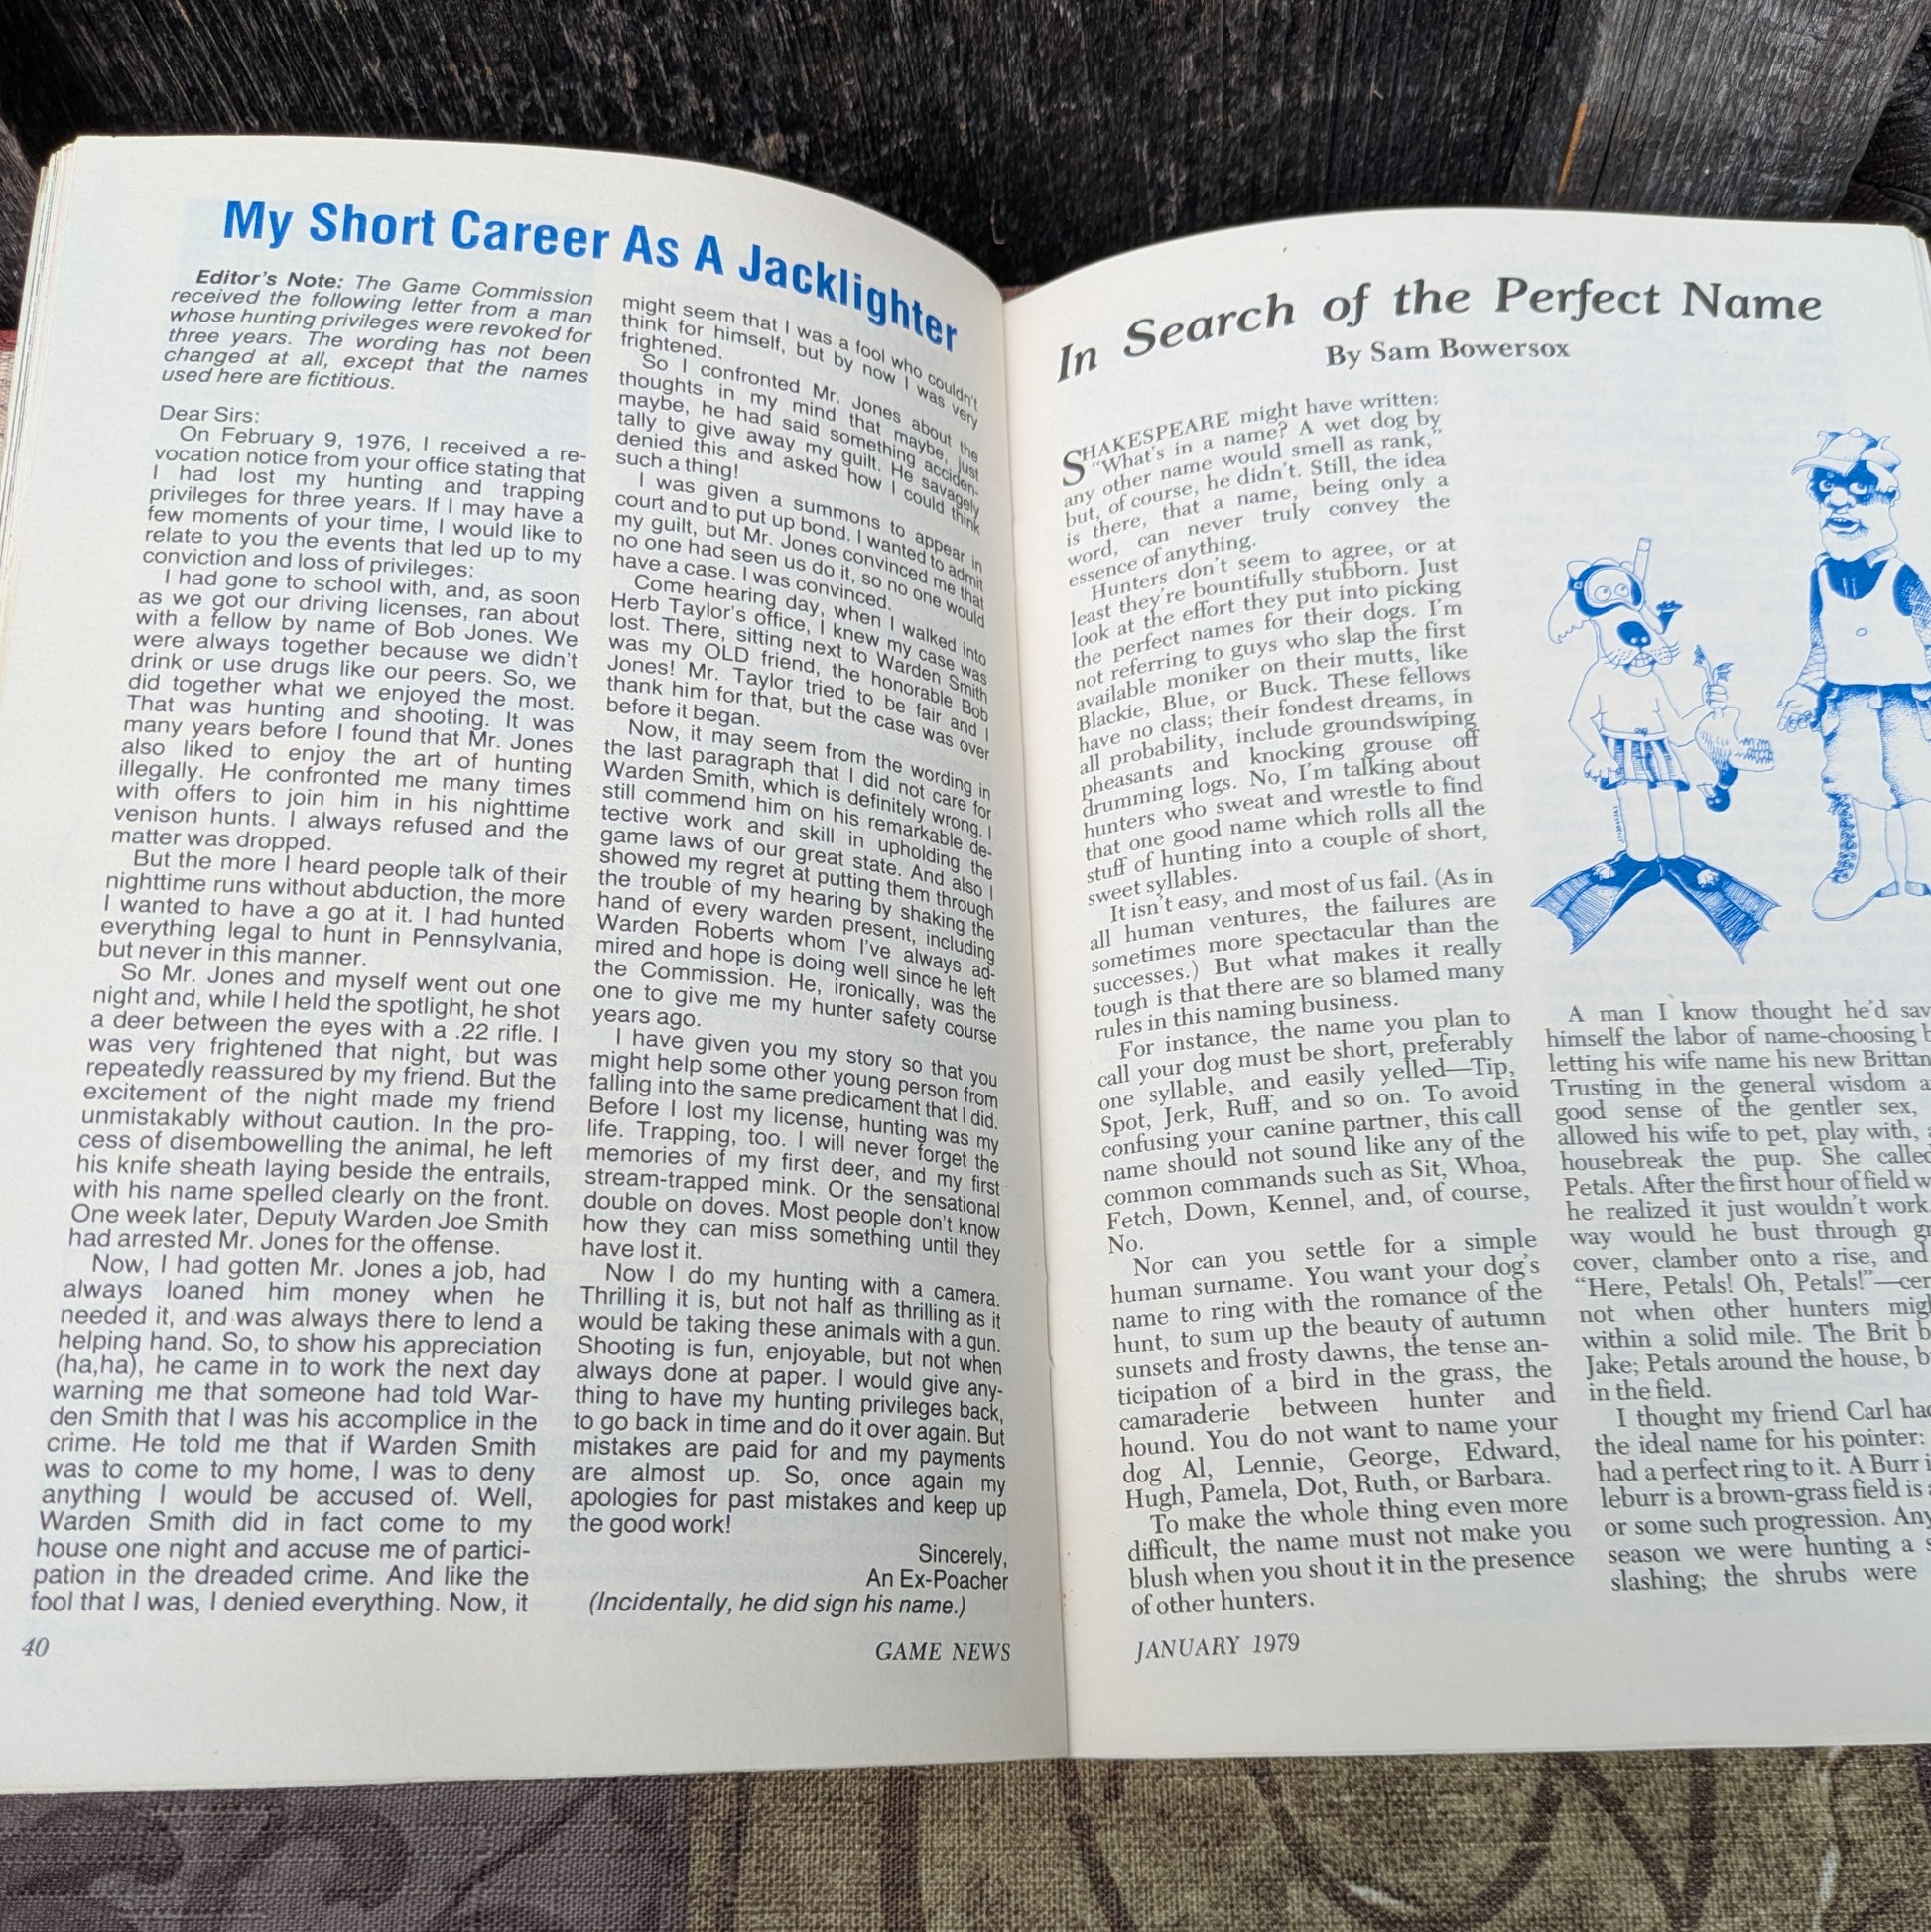 My Short Career As A Jacklighter
Editor's Note: The Game Commission
received the following letter from a man
whose hunting privileges were revoked for
three years. The wording has not been
changed at all, except that the names
used here are fictitious.
Dear Sirs:
On February 9, 1976, I received a re-
vocation notice from your office stating that
I had lost my hunting and trapping
privileges for three years. If I may have a
few moments of your time, I would like to
relate to you the events that led up to my
conviction and loss of privileges:
I had gone to school with, and, as soon
as we got our driving licenses, ran about
with a fellow by name of Bob Jones. We
were always together because we didn't
drink or use drugs like our peers. So, we
did together what we enjoyed the most.
That was hunting and shooting. It was
many years before I found that Mr. Jones
also liked to enjoy the art of hunting
illegally. He confronted me many times
with offers to join him in his nighttime
venison hunts. I always refused and the
matter was dropped.
But the more I heard people talk of their
nighttime runs without abduction, the more
I wanted to have a go at it. I had hunted
everything legal to hunt in Pennsylvania,
but never in this manner.
So Mr. Jones and myself went out one
night and, while I held the spotlight, he shot
a deer between the eyes with a .22 rifle. I
was very frightened that night, but was
repeatedly reassured by my friend. But the
excitement of the night made my friend
unmistakably without caution. In the pro-
cess of disembowelling the animal, he left
his knife sheath laying beside the entrails,
with his name spelled clearly on the front.
One week later, Deputy Warden Joe Smith
had arrested Mr. Jones for the offense.
Now, I had gotten Mr. Jones a job, had
always loaned him money when he
needed it, and was always there to lend a
helping hand. So, to show his appreciation
(ha,ha), he came in to work the next day
warning me that someone had told War-
den Smith that I was his accomplice in the
crime. He told me that if Warden Smith
was to come to my home, I was to deny
anything I would be accused of. Well,
Warden Smith did in fact come to my
house one night and accuse me of partici-
pation in the dreaded crime. And like the
fool that I was, I denied everything. Now, it
might seem that I was a fool who couldn't
think for himself, but by now I was very
frightened.
So I confronted Mr. Jones about the
thoughts in my mind that maybe, just
maybe, he had said something acciden-
tally to give away my guilt. He savagely
denied this and asked how I could think
such a thing!
I was given a summons to appear in
court and to put up bond. I wanted to admit
my guilt, but Mr. Jones convinced me that
no one had seen us do it, so no one would
have a case. I was convinced.
Come hearing day, when I walked into
Herb Taylor's office, I knew my case was
lost. There, sitting next to Warden Smith
was my OLD friend, the honorable Bob
Jones! Mr. Taylor tried to be fair and I
thank him for that, but the case was over
before it began.
Now, it may seem from the wording in
the last paragraph that I did not care for
Warden Smith, which is definitely wrong. I
still commend him on his remarkable de-
tective work and skill in upholding the
game laws of our great state. And also I
showed my regret at putting them through
the trouble of my hearing by shaking the
hand of every warden present, including
Warden Roberts whom I've always ad-
mired and hope is doing well since he left
the Commission. He, ironically, was the
one to give me my hunter safety course
years ago.
I have given you my story so that you
might help some other young person from
falling into the same predicament that I did.
Before I lost my license, hunting was my
life. Trapping, too. I will never forget the
memories of my first deer, and my first
stream-trapped mink. Or the sensational
double on doves. Most people don't know
how they can miss something until they
have lost it.
Now I do my hunting with a camera.
Thrilling it is, but not half as thrilling as it
would be taking these animals with a gun.
Shooting is fun, enjoyable, but not when
always done at paper. I would give any-
thing to have my hunting privileges back,
to go back in time and do it over again. But
mistakes are paid for and my payments
are almost up. So, once again my
apologies for past mistakes and keep up
the good work!
Sincerely,
An Ex-Poacher
(Incidentally, he did sign his name.)
40
GAME NEWS
In Search of the Perfect Name
By Sam Bowersox
SHAKESPEARE might have written:
"What's in a name? A wet dog by
any other name would smell as rank,"
but, of course, he didn't. Still, the idea
is there, that a name, being only a
word, can never truly convey the
essence of anything.
Hunters don't seem to agree, or at
least they're bountifully stubborn. Just
look at the effort they put into picking
the perfect names for their dogs. I'm
not referring to guys who slap the first
available moniker on their mutts, like
Blackie, Blue, or Buck. These fellows
have no class; their fondest dreams, in
all probability, include groundswiping
pheasants and knocking grouse off
drumming logs. No, I'm talking about
hunters who sweat and wrestle to find
that one good name which rolls all the
stuff of hunting into a couple of short,
sweet syllables.
It isn't easy, and most of us fail. (As in
all human ventures, the failures are
sometimes more spectacular than the
successes.) But what makes it really
tough is that there are so blamed many
rules in this naming business.
For instance, the name you plan to
call your dog must be short, preferably
one syllable, and easily yelled—Tip,
Spot, Jerk, Ruff, and so on. To avoid
confusing your canine partner, this call
name should not sound like any of the
common commands such as Sit, Whoa,
Fetch, Down, Kennel, and, of course,
No.
Nor can you settle for a simple
human surname. You want your dog's
name to ring with the romance of the
hunt, to sum up the beauty of autumn
sunsets and frosty dawns, the tense an-
ticipation of a bird in the grass, the
camaraderie between hunter and
hound. You do not want to name your
dog Al, Lennie, George, Edward,
Hugh, Pamela, Dot, Ruth, or Barbara.
To make the whole thing even more
difficult, the name must not make you
blush when you shout it in the presence
of other hunters.
A man I know thought he'd sav
himself the labor of name-choosing
letting his wife name his new Brittan
Trusting in the general wisdom a
good sense of the gentler sex,
allowed his wife to pet, play with,
housebreak the pup. She called
Petals. After the first hour of field w
he realized it just wouldn't work.
way would he bust through
cover, clamber onto a rise, and
"Here, Petals! Oh, Petals!"—cer
not when other hunters mig
within a solid mile. The Brit b
Jake; Petals around the house, b
in the field.
I thought my friend Carl had
the ideal name for his pointer:
had a perfect ring to it. A Burr i
leburr is a brown-grass field is
or some such progression. Any
season we were hunting a s
slashing; the shrubs were
JANUARY 1979